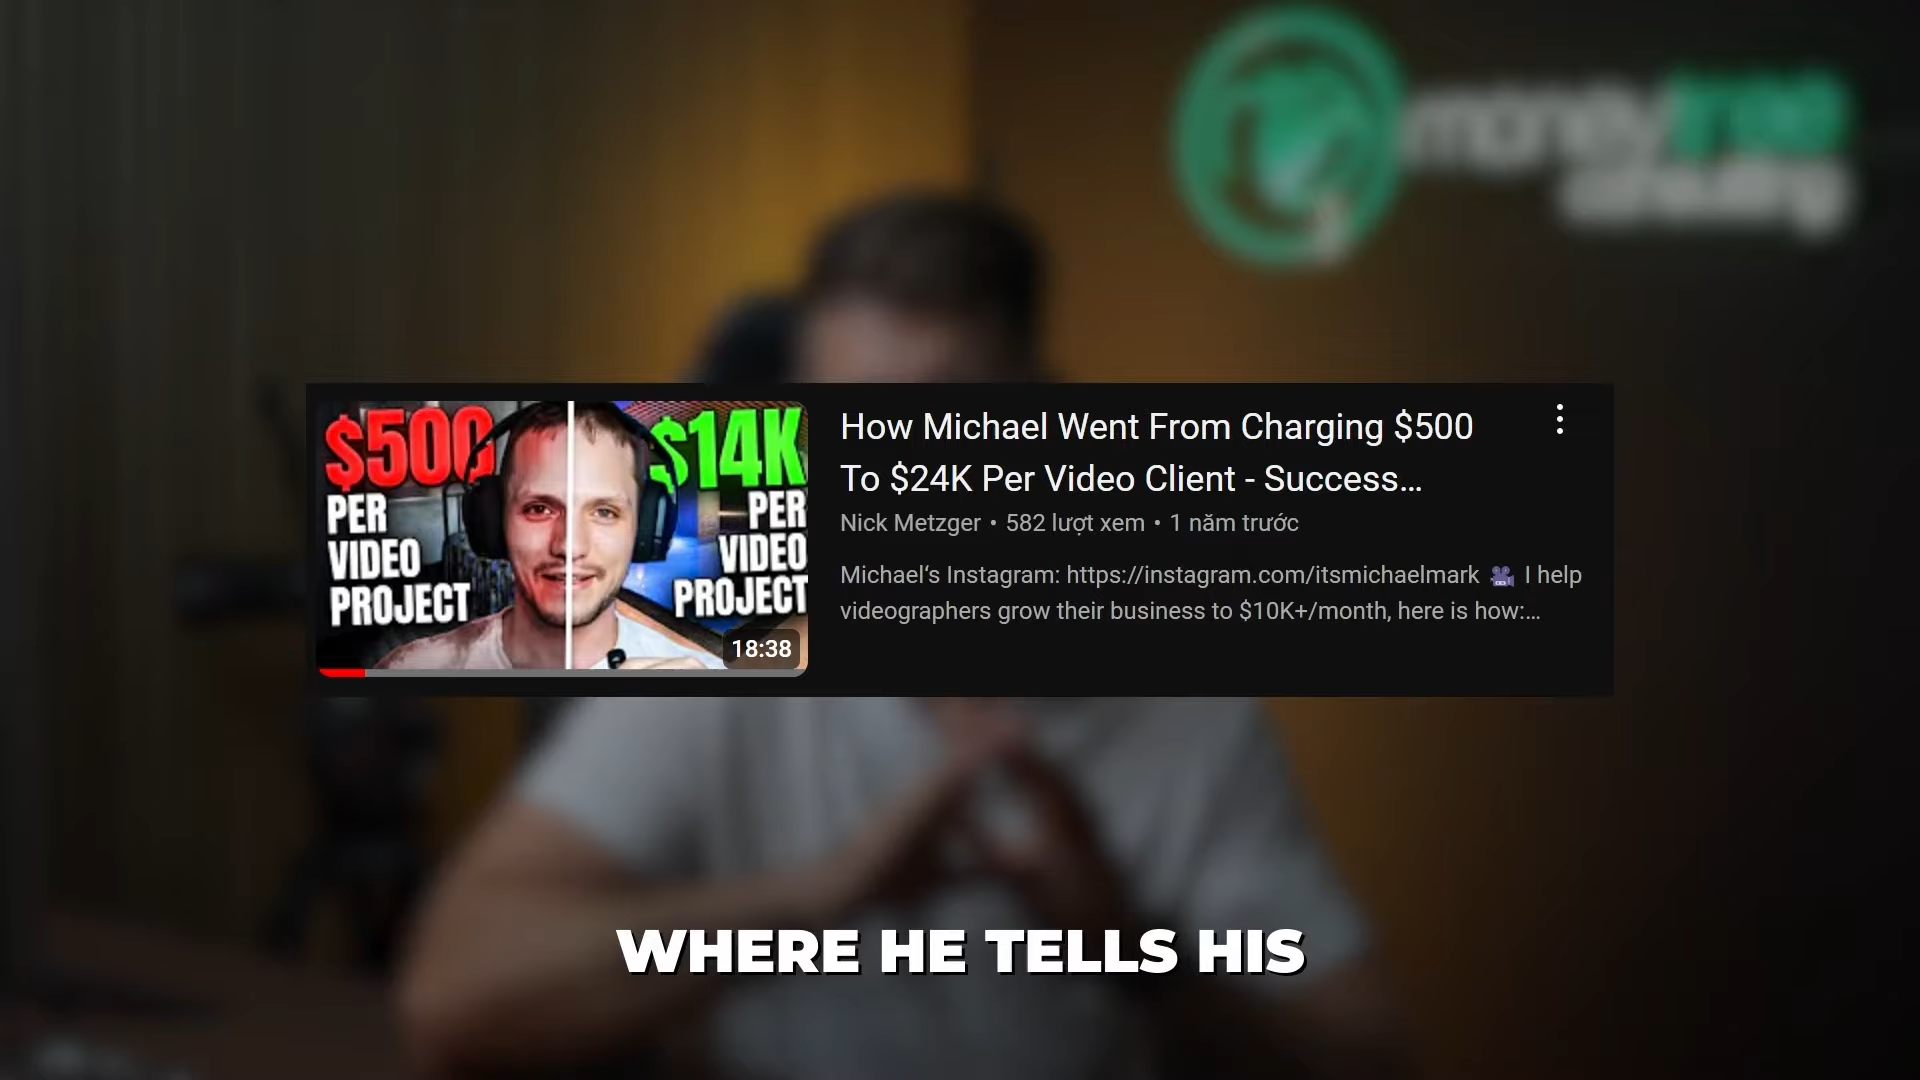 money
consulting
$500
PER
VIDEO
PROJECT
$14K
PER
VIDEO
PROJECT
18:38
How Michael Went From Charging $500
To $24K Per Video Client - Success...
Nick Metzger • 582 lượt xem • 1 năm trước
Michael‘s Instagram: https://instagram.com/itsmichaelmark 🎥 I help
videographers grow their business to $10K+/month, here is how:...
WHERE HE TELLS HIS